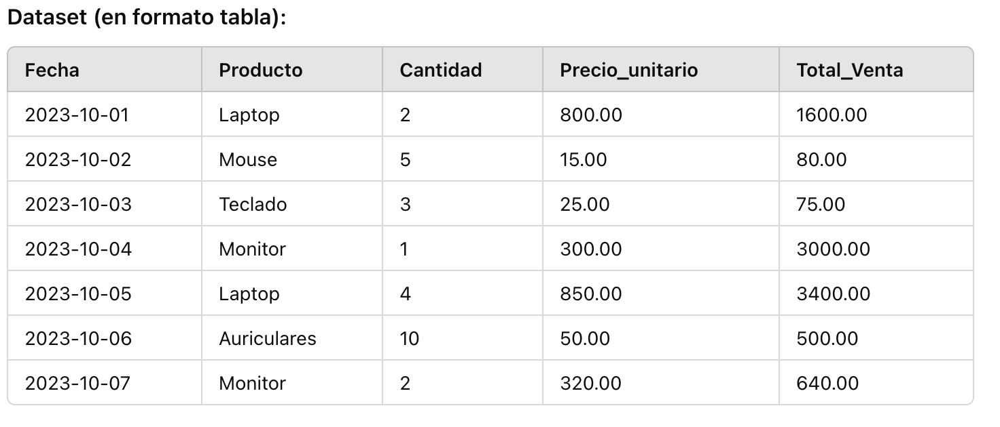 Dataset (en formato tabla):
Fecha Producto Cantidad Precio_unitario Total_Venta
2023-10-01 Laptop 2 800.00 1600.00
2023-10-02 Mouse 5 15.00 80.00
2023-10-03 Teclado 3 25.00 75.00
2023-10-04 Monitor 1 300.00 3000.00
2023-10-05 Laptop 4 850.00 3400.00
2023-10-06 Auriculares 10 50.00 500.00
2023-10-07 Monitor 2 320.00 640.00